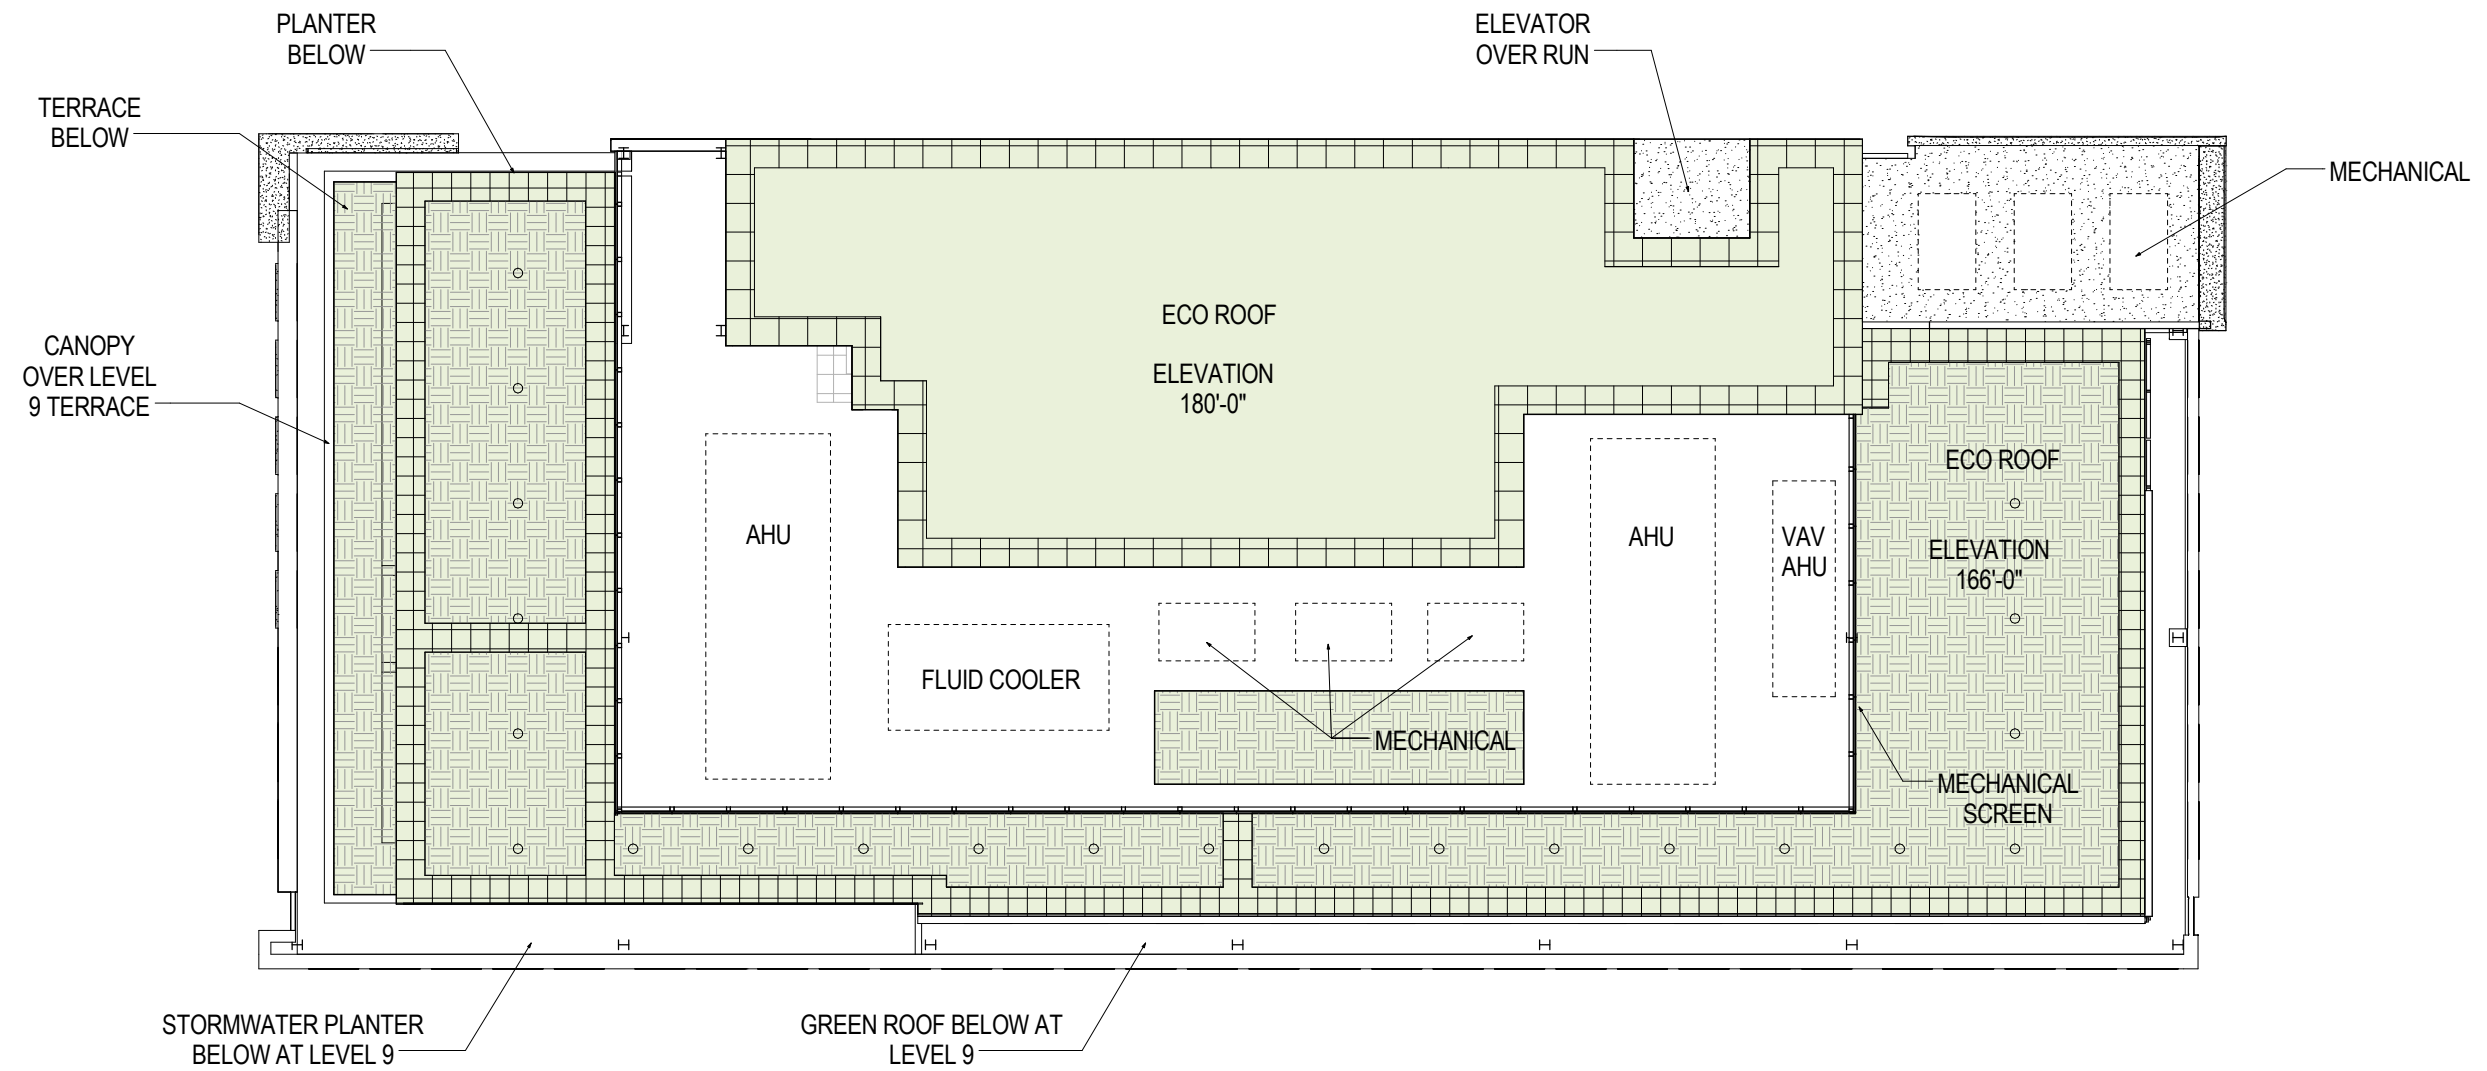 PLANTER
BELOW
ELEVATOR
OVER RUN
TERRACE
BELOW
MECHANICAL
CANOPY
OVER LEVEL
9 TERRACE
ECO ROOF
ELEVATION
180'-0"
ECO ROOF
ELEVATION
166'-0"
AHU
AHU
VAV
AHU
FLUID COOLER
MECHANICAL
MECHANICAL
SCREEN
STORMWATER PLANTER
BELOW AT LEVEL 9
GREEN ROOF BELOW AT
LEVEL 9